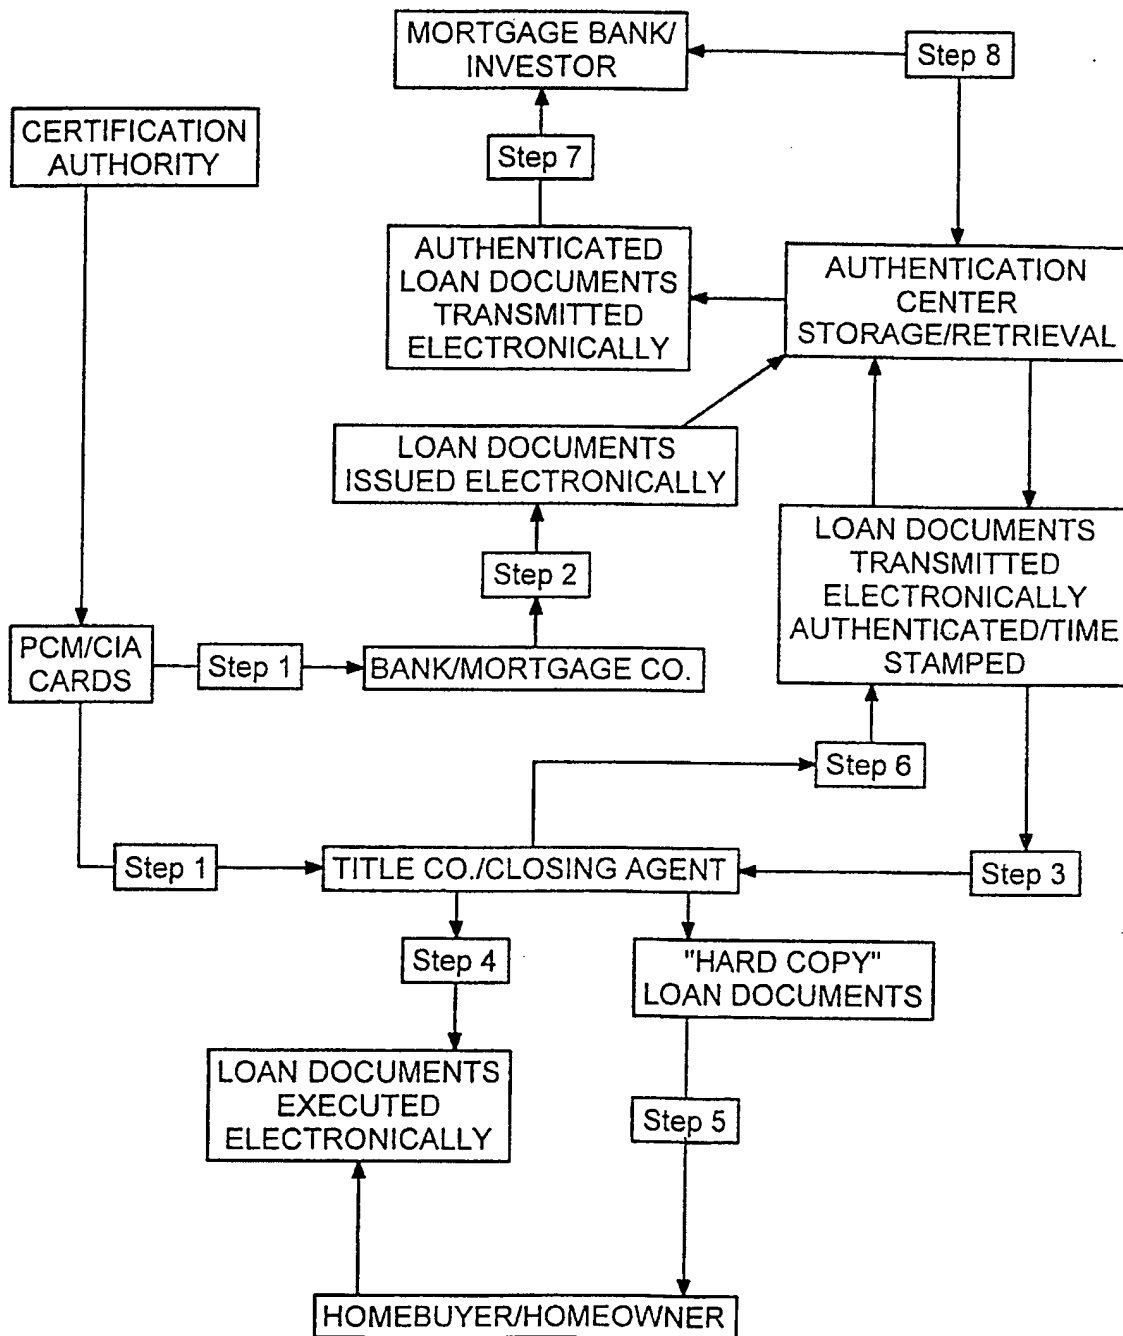 MORTGAGE BANK/
INVESTOR
Step 8
CERTIFICATION
AUTHORITY
Step 7
AUTHENTICATED
LOAN DOCUMENTS
TRANSMITTED
ELECTRONICALLY
AUTHENTICATION
CENTER
STORAGE/RETRIEVAL
LOAN DOCUMENTS
ISSUED ELECTRONICALLY
LOAN DOCUMENTS
TRANSMITTED
ELECTRONICALLY
AUTHENTICATED/TIME
STAMPED
Step 2
PCM/CIA
CARDS
Step 1
BANK/MORTGAGE CO.
Step 6
Step 1
TITLE CO./CLOSING AGENT
Step 3
Step 4
"HARD COPY"
LOAN DOCUMENTS
LOAN DOCUMENTS
EXECUTED
ELECTRONICALLY
Step 5
HOMEBUYER/HOMEOWNER